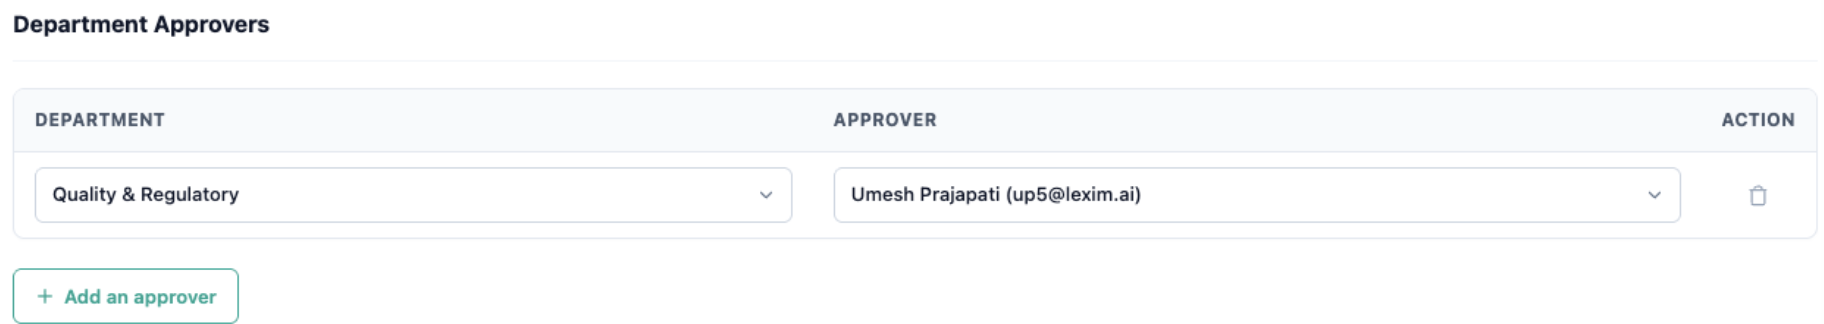 Department Approvers
DEPARTMENT APPROVER ACTION
Quality & Regulatory Umesh Prajapati (up5@lexim.ai)
+ Add an approver